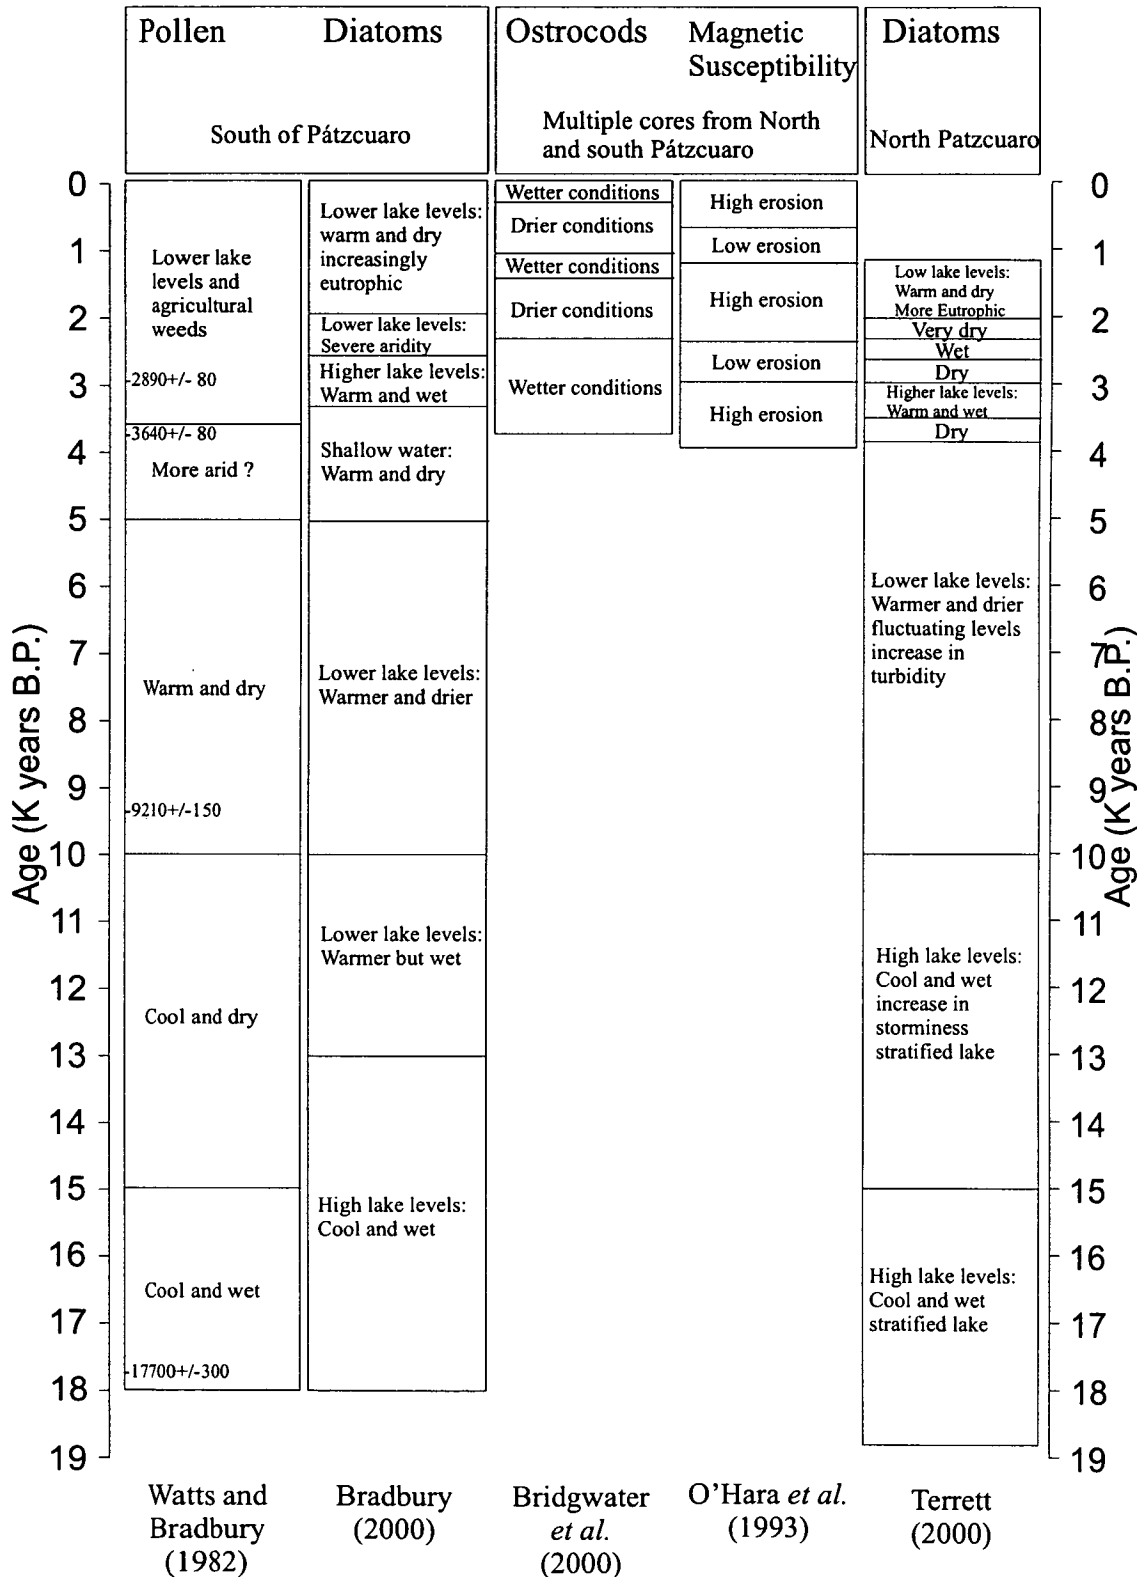 Pollen
Diatoms
South of Pátzcuaro
Ostrocods
Magnetic
Susceptibility
Multiple cores from North
and south Pátzcuaro
Diatoms
North Patzcuaro
Age (K years B.P.)
0
1
2
3
4
5
6
7
8
9
10
11
12
13
14
15
16
17
18
19
Lower lake
levels and
agricultural
weeds
-2890+/- 80
-3640+/- 80
More arid ?
Warm and dry
-9210+/-150
Cool and dry
Cool and wet
-17700+/-300
Watts and
Bradbury
(1982)
Lower lake levels:
warm and dry
increasingly
eutrophic
Lower lake levels:
Severe aridity
Higher lake levels:
Warm and wet
Shallow water:
Warm and dry
Lower lake levels:
Warmer and drier
Lower lake levels:
Warmer but wet
High lake levels:
Cool and wet
Bradbury
(2000)
Wetter conditions
Drier conditions
Wetter conditions
Drier conditions
Wetter conditions
Bridgwater
et al.
(2000)
High erosion
Low erosion
High erosion
Low erosion
High erosion
O'Hara et al.
(1993)
Low lake levels:
Warm and dry
More Eutrophic
Very dry
Wet
Dry
Higher lake levels:
Warm and wet
Dry
Lower lake levels:
Warmer and drier
fluctuating levels
increase in
turbidity
High lake levels:
Cool and wet
increase in
storminess
stratified lake
High lake levels:
Cool and wet
stratified lake
Terrett
(2000)
0
1
2
3
4
5
6
7
8
9
10
11
12
13
14
15
16
17
18
19
Age (K years B.P.)